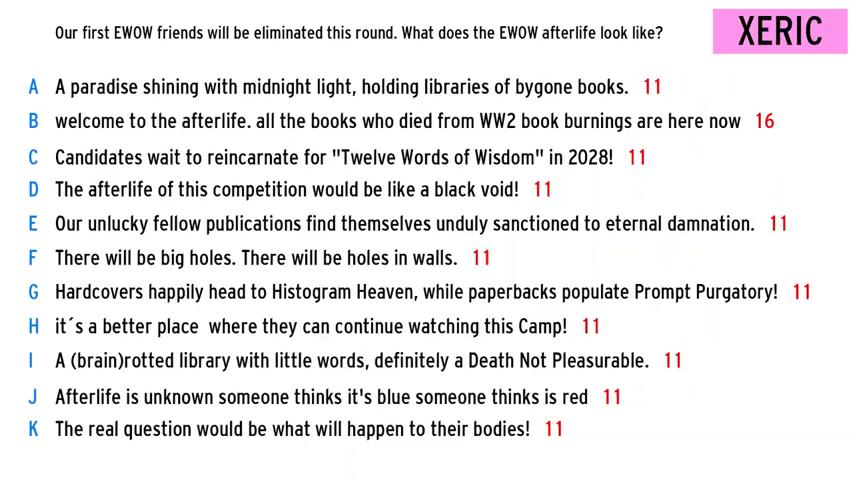 Our first EWOW friends will be eliminated this round. What does the EWOW afterlife look like?
XERIC
A A paradise shining with midnight light, holding libraries of bygone books. 11
B welcome to the afterlife. all the books who died from WW2 book burnings are here now 16
C Candidates wait to reincarnate for "Twelve Words of Wisdom" in 2028! 11
D The afterlife of this competition would be like a black void! 11
E Our unlucky fellow publications find themselves unduly sanctioned to eternal damnation. 11
F There will be big holes. There will be holes in walls. 11
G Hardcovers happily head to Histogram Heaven, while paperbacks populate Prompt Purgatory! 11
H it´s a better place  where they can continue watching this Camp! 11
I A (brain)rotted library with little words, definitely a Death Not Pleasurable. 11
J Afterlife is unknown someone thinks it's blue someone thinks is red 11
K The real question would be what will happen to their bodies! 11